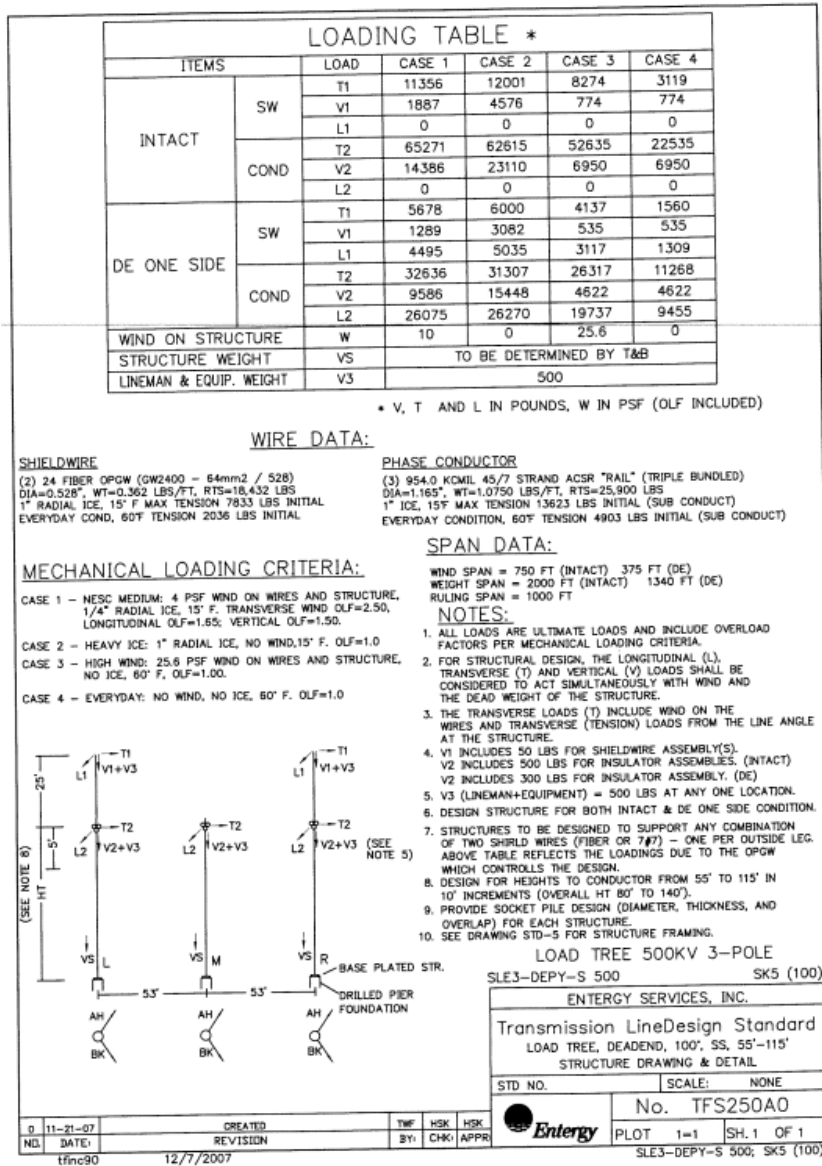 LOADING TABLE *
ITEMS LOAD CASE 1 CASE 2 CASE 3 CASE 4
INTACT
SW
T1 11356 12001 8274 3119
V1 1887 4576 774 774
L1 0 0 0 0
COND
T2 65271 62615 52635 22535
V2 14386 23110 6950 6950
L2 0 0 0 0
DE ONE SIDE
SW
T1 5678 6000 4137 1560
V1 1289 3082 535 535
L1 4495 5035 3117 1309
COND
T2 32636 31307 26317 11268
V2 9586 15448 4622 4622
L2 26075 26270 19737 9455
WIND ON STRUCTURE W 10 0 25.6 0
STRUCTURE WEIGHT VS TO BE DETERMINED BY T&B
LINEMAN & EQUIP. WEIGHT V3 500
* V, T AND L IN POUNDS, W IN PSF (OLF INCLUDED)
WIRE DATA:
SHIELDWIRE
(2) 24 FIBER OPGW (GW2400 - 64mm2 / 528)
DIA=0.528", WT=0.362 LBS/FT, RTS=18,432 LBS
1" RADIAL ICE, 15° F MAX TENSION 7833 LBS INITIAL
EVERYDAY COND, 60°F TENSION 2036 LBS INITIAL
PHASE CONDUCTOR
(3) 954.0 KCMIL 45/7 STRAND ACSR "RAIL" (TRIPLE BUNDLED)
DIA=1.165", WT=1.0750 LBS/FT, RTS=25,900 LBS
1" ICE, 15°F MAX TENSION 13623 LBS INITIAL (SUB CONDUCT)
EVERYDAY CONDITION, 60°F TENSION 4903 LBS INITIAL (SUB CONDUCT)
MECHANICAL LOADING CRITERIA:
CASE 1 - NESC MEDIUM: 4 PSF WIND ON WIRES AND STRUCTURE,
1/4" RADIAL ICE, 15° F. TRANSVERSE WIND OLF=2.50,
LONGITUDINAL OLF=1.65; VERTICAL OLF=1.50.
CASE 2 - HEAVY ICE: 1" RADIAL ICE, NO WIND,15° F. OLF=1.0
CASE 3 - HIGH WIND: 25.6 PSF WIND ON WIRES AND STRUCTURE,
NO ICE, 60° F, OLF=1.00.
CASE 4 - EVERYDAY: NO WIND, NO ICE, 60° F. OLF=1.0
SPAN DATA:
WIND SPAN = 750 FT (INTACT) 375 FT (DE)
WEIGHT SPAN = 2000 FT (INTACT) 1340 FT (DE)
RULING SPAN = 1000 FT
NOTES:
1. ALL LOADS ARE ULTIMATE LOADS AND INCLUDE OVERLOAD
FACTORS PER MECHANICAL LOADING CRITERIA.
2. FOR STRUCTURAL DESIGN, THE LONGITUDINAL (L),
TRANSVERSE (T) AND VERTICAL (V) LOADS SHALL BE
CONSIDERED TO ACT SIMULTANEOUSLY WITH WIND AND
THE DEAD WEIGHT OF THE STRUCTURE.
3. THE TRANSVERSE LOADS (T) INCLUDE WIND ON THE
WIRES AND TRANSVERSE (TENSION) LOADS FROM THE LINE ANGLE
AT THE STRUCTURE.
4. V1 INCLUDES 50 LBS FOR SHIELDWIRE ASSEMBLY(S).
V2 INCLUDES 500 LBS FOR INSULATOR ASSEMBLIES. (INTACT)
V2 INCLUDES 300 LBS FOR INSULATOR ASSEMBLY. (DE)
5. V3 (LINEMAN+EQUIPMENT) = 500 LBS AT ANY ONE LOCATION.
6. DESIGN STRUCTURE FOR BOTH INTACT & DE ONE SIDE CONDITION.
7. STRUCTURES TO BE DESIGNED TO SUPPORT ANY COMBINATION
OF TWO SHIRLD WIRES (FIBER OR 7#7) - ONE PER OUTSIDE LEG.
ABOVE TABLE REFLECTS THE LOADINGS DUE TO THE OPGW
WHICH CONTROLLS THE DESIGN.
8. DESIGN FOR HEIGHTS TO CONDUCTOR FROM 55' TO 115' IN
10' INCREMENTS (OVERALL HT 80' TO 140').
9. PROVIDE SOCKET PILE DESIGN (DIAMETER, THICKNESS, AND
OVERLAP) FOR EACH STRUCTURE.
10. SEE DRAWING STD-5 FOR STRUCTURE FRAMING.
T1 T1
L1 V1+V3 L1 V1+V3
25'
T2 T2 T2
L2 V2+V3 L2 V2+V3 L2 V2+V3 (SEE
NOTE 5)
5'
HT
(SEE NOTE 8)
VS L VS M VS R
BASE PLATED STR.
53' 53'
DRILLED PIER
FOUNDATION
AH AH AH
BK BK BK
LOAD TREE 500KV 3-POLE
SLE3-DEPY-S 500 SK5 (100)
ENTERGY SERVICES, INC.
Transmission LineDesign Standard
LOAD TREE, DEADEND, 100°, SS, 55'-115'
STRUCTURE DRAWING & DETAIL
STD NO. SCALE: NONE
Entergy
No. TFS250A0
PLOT 1=1 SH. 1 OF 1
0 11-21-07 CREATED TWF HSK HSK
NO. DATE: REVISION BY: CHK: APPR:
tfinc90 12/7/2007
SLE3-DEPY-S 500; SK5 (100)